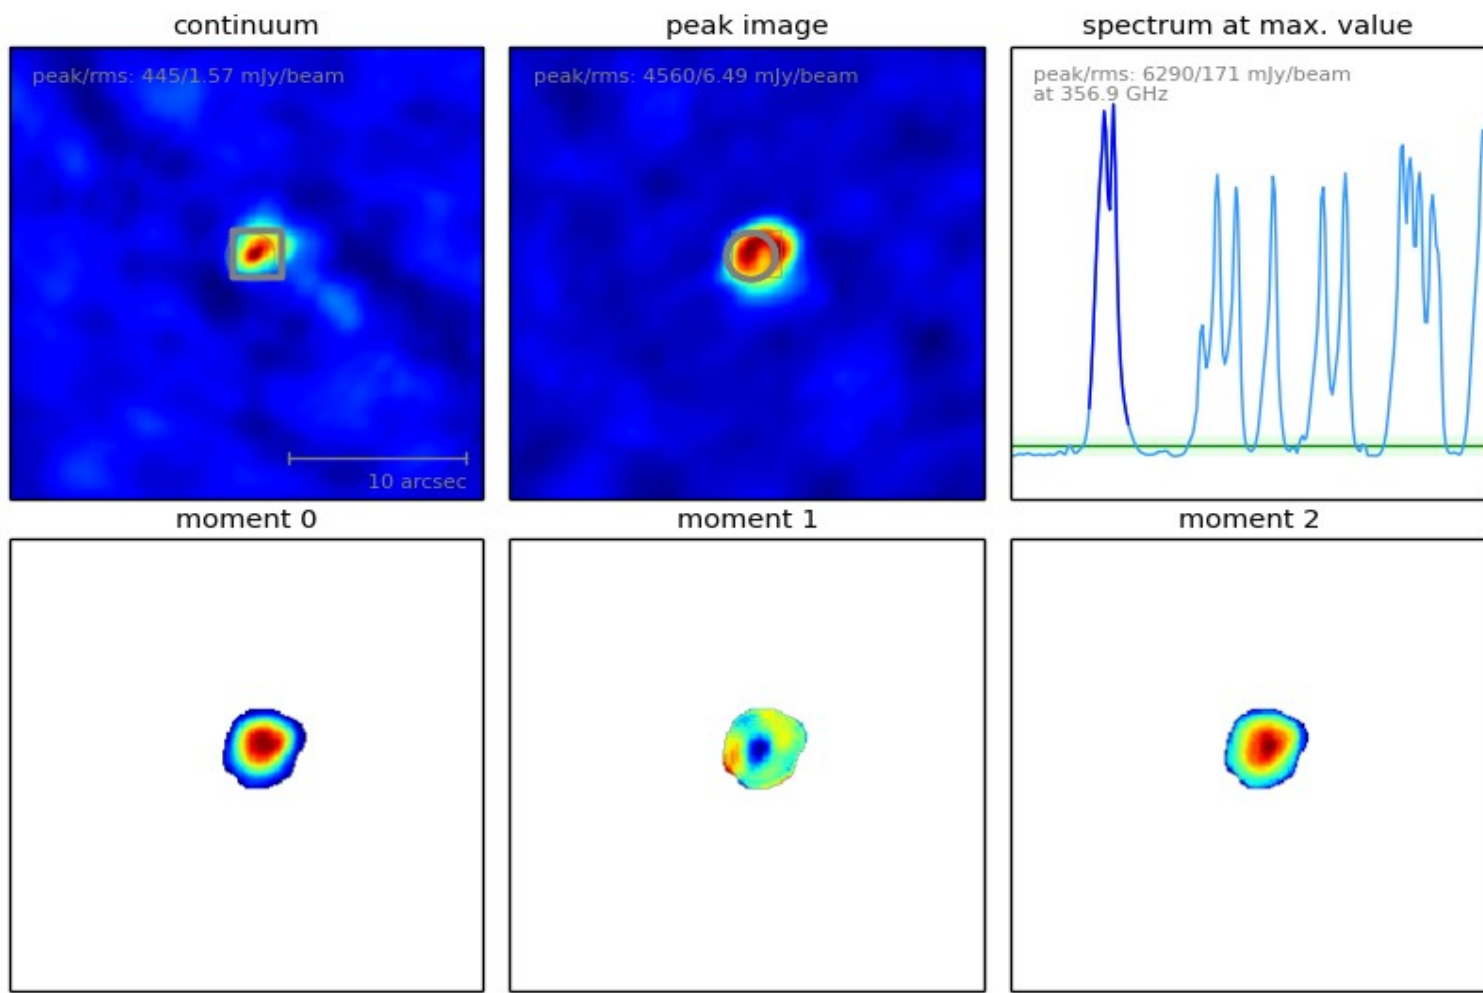 continuum
peak image
spectrum at max. value
peak/rms: 445/1.57 mJy/beam
peak/rms: 4560/6.49 mJy/beam
peak/rms: 6290/171 mJy/beam
at 356.9 GHz
10 arcsec
moment 0
moment 1
moment 2